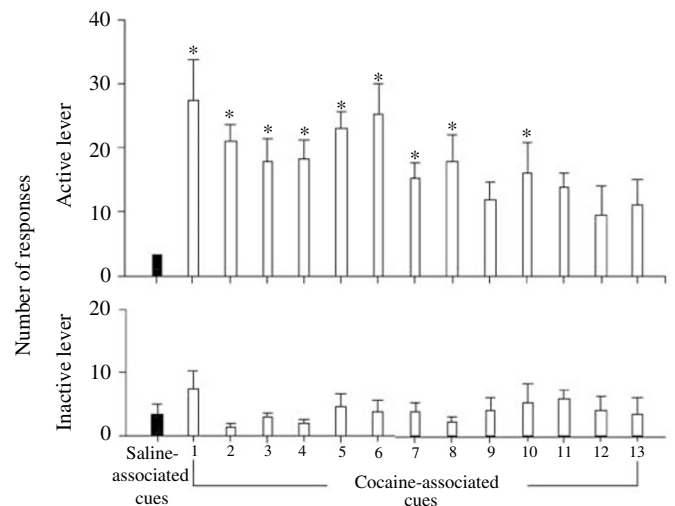 Number of responses
Active lever
40
30
20
10
0
* * * * * * * * *
Inactive lever
20
10
0
Saline-
associated
cues
1 2 3 4 5 6 7 8 9 10 11 12 13
Cocaine-associated
cues